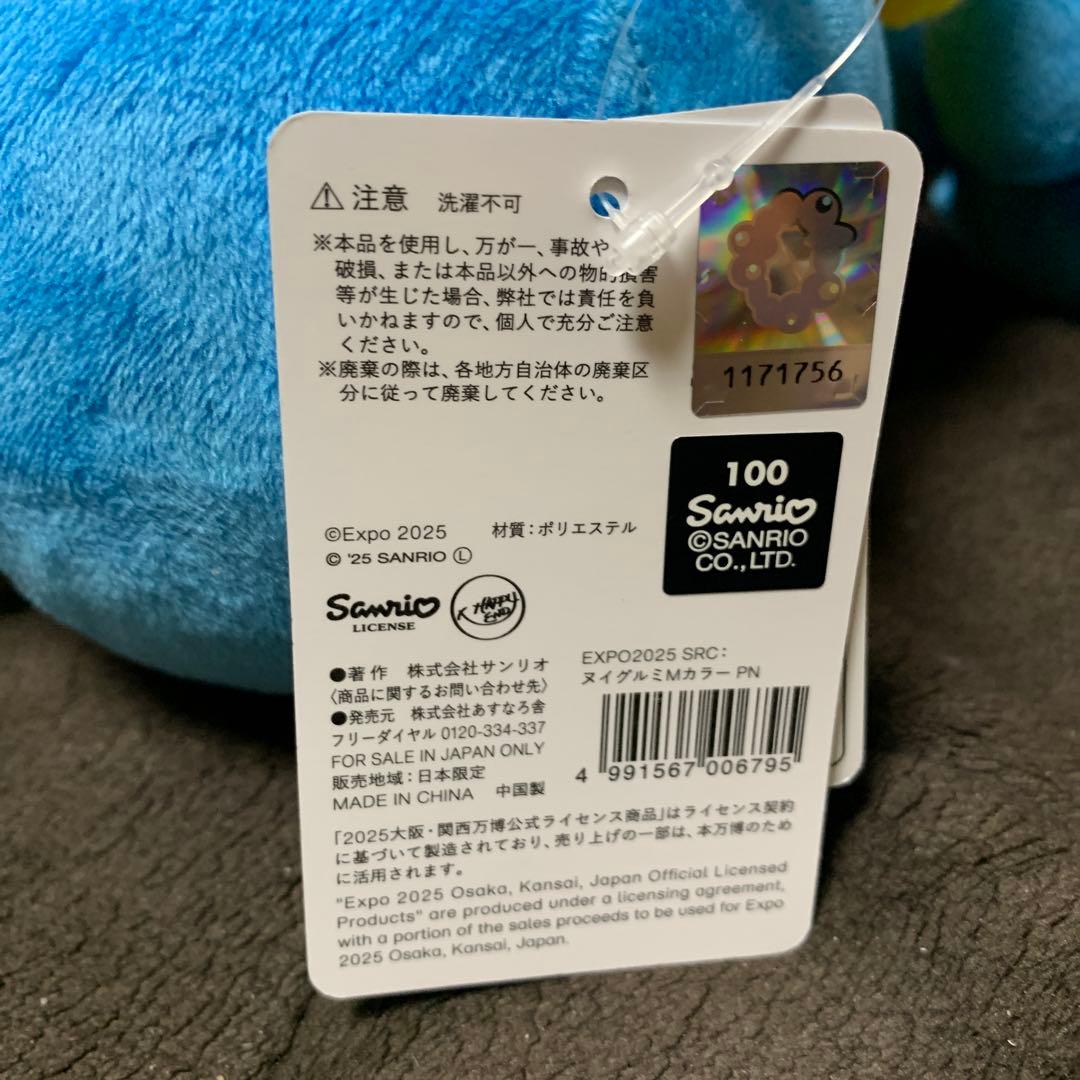 ⚠注意 洗濯不可
※本品を使用し、万が一、事故や
破損、または本品以外への物的損害
等が生じた場合、弊社では責任を負
いかねますので、個人で充分ご注意
ください。
※廃棄の際は、各地方自治体の廃棄区
分に従って廃棄してください。
1171756
100
Sanrio
©SANRIO
CO.,LTD.
©Expo 2025 材質：ポリエステル
© '25 SANRIO Ⓛ
Sanrio
LICENSE
HAPPY
END
●著作 株式会社サンリオ
〈商品に関するお問い合わせ先〉
●発売元 株式会社あすなろ舎
フリーダイヤル 0120-334-337
FOR SALE IN JAPAN ONLY
販売地域：日本限定
MADE IN CHINA 中国製
EXPO2025 SRC：
ヌイグルミMカラー PN
4 991567 006795
「2025大阪・関西万博公式ライセンス商品」はライセンス契約
に基づいて製造されており、売り上げの一部は、本万博のため
に活用されます。
"Expo 2025 Osaka, Kansai, Japan Official Licensed
Products" are produced under a licensing agreement,
with a portion of the sales proceeds to be used for Expo
2025 Osaka, Kansai, Japan.